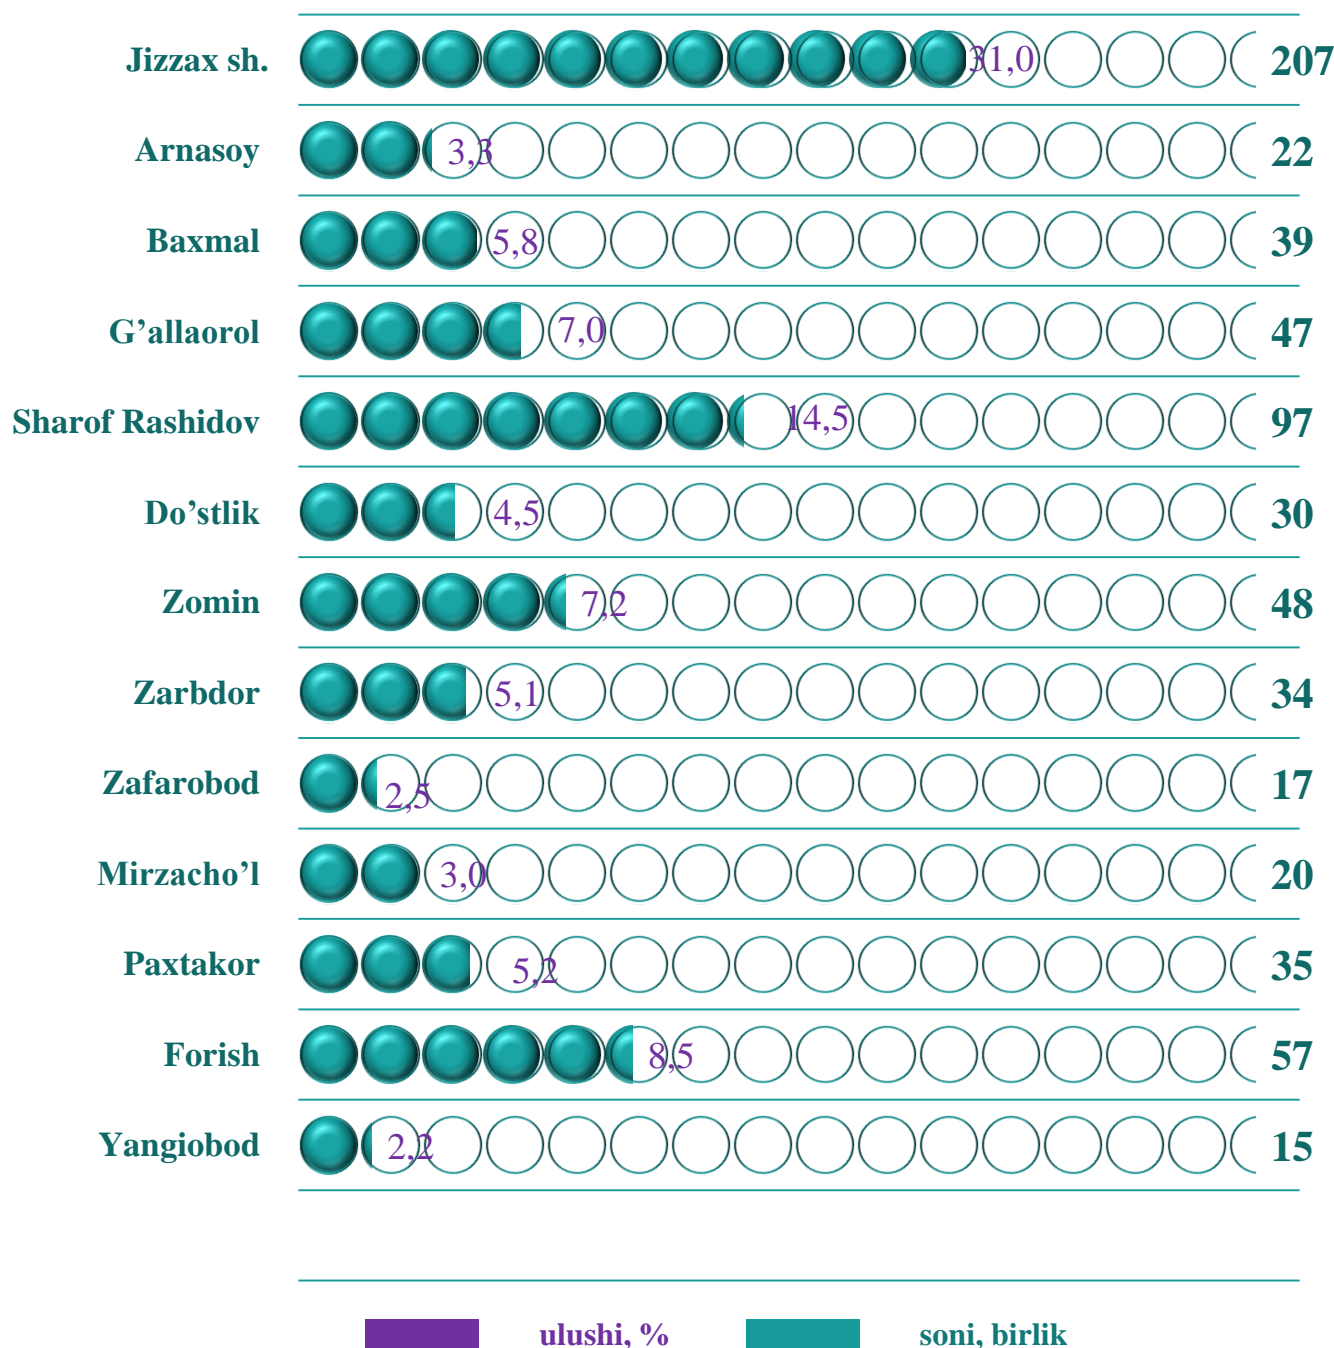 Jizzax sh. 31,0 207
Arnasoy 3,3 22
Baxmal 5,8 39
G’allaorol 7,0 47
Sharof Rashidov 14,5 97
Do’stlik 4,5 30
Zomin 7,2 48
Zarbdor 5,1 34
Zafarobod 2,5 17
Mirzacho’l 3,0 20
Paxtakor 5,2 35
Forish 8,5 57
Yangiobod 2,2 15
ulushi, % soni, birlik